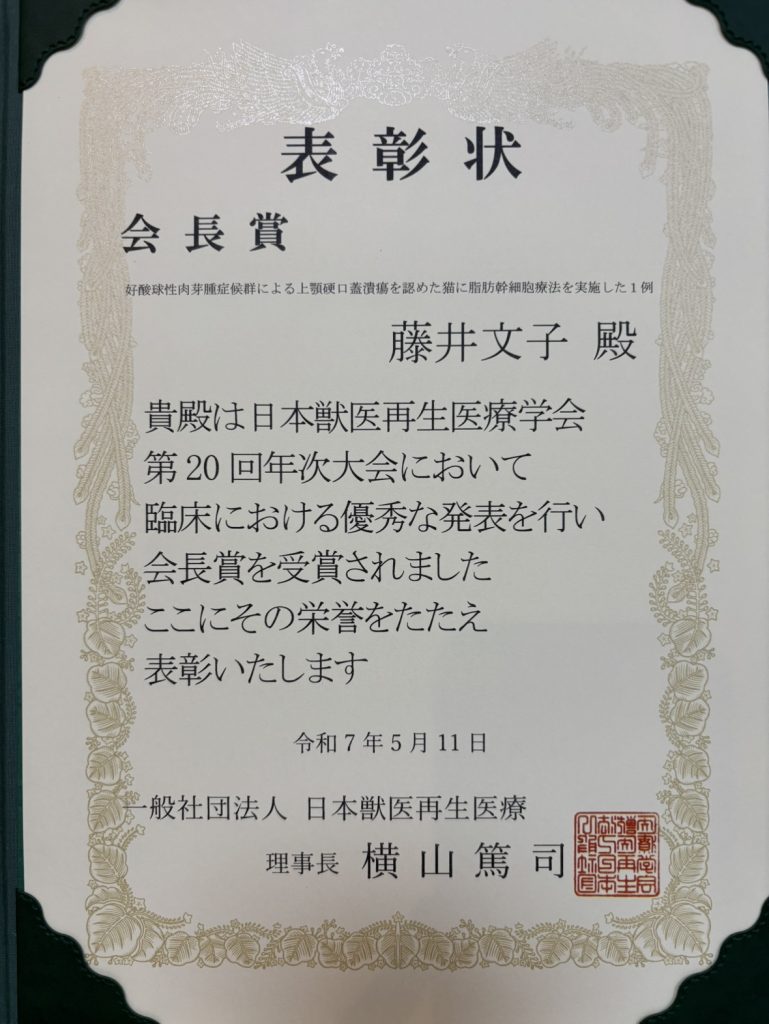 表彰状
会長賞
好酸球性肉芽腫症候群による上顎硬口蓋潰瘍を認めた猫に脂肪幹細胞療法を実施した1例
藤井文子 殿
貴殿は日本獣医再生医療学会
第20回年次大会において
臨床における優秀な発表を行い
会長賞を受賞されました
ここにその栄誉をたたえ
表彰いたします
令和7年5月11日
一般社団法人 日本獣医再生医療
理事長 横山篤司